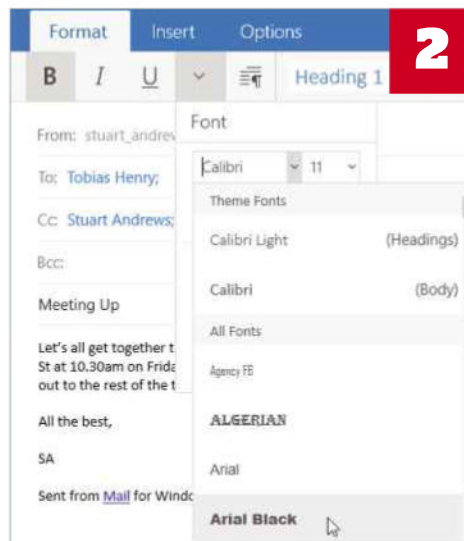 Format Insert Options
2
B I U Heading 1
Font
From: stuart_andrew
Calibri 11
To: Tobias Henry;
Theme Fonts
Cc: Stuart Andrews;
Calibri Light (Headings)
Bcc:
Calibri (Body)
Meeting Up
All Fonts
Let's all get together t
St at 10.30am on Frida
out to the rest of the t
Agency FB
All the best,
ALGERIAN
SA
Arial
Sent from Mail for Windo
Arial Black